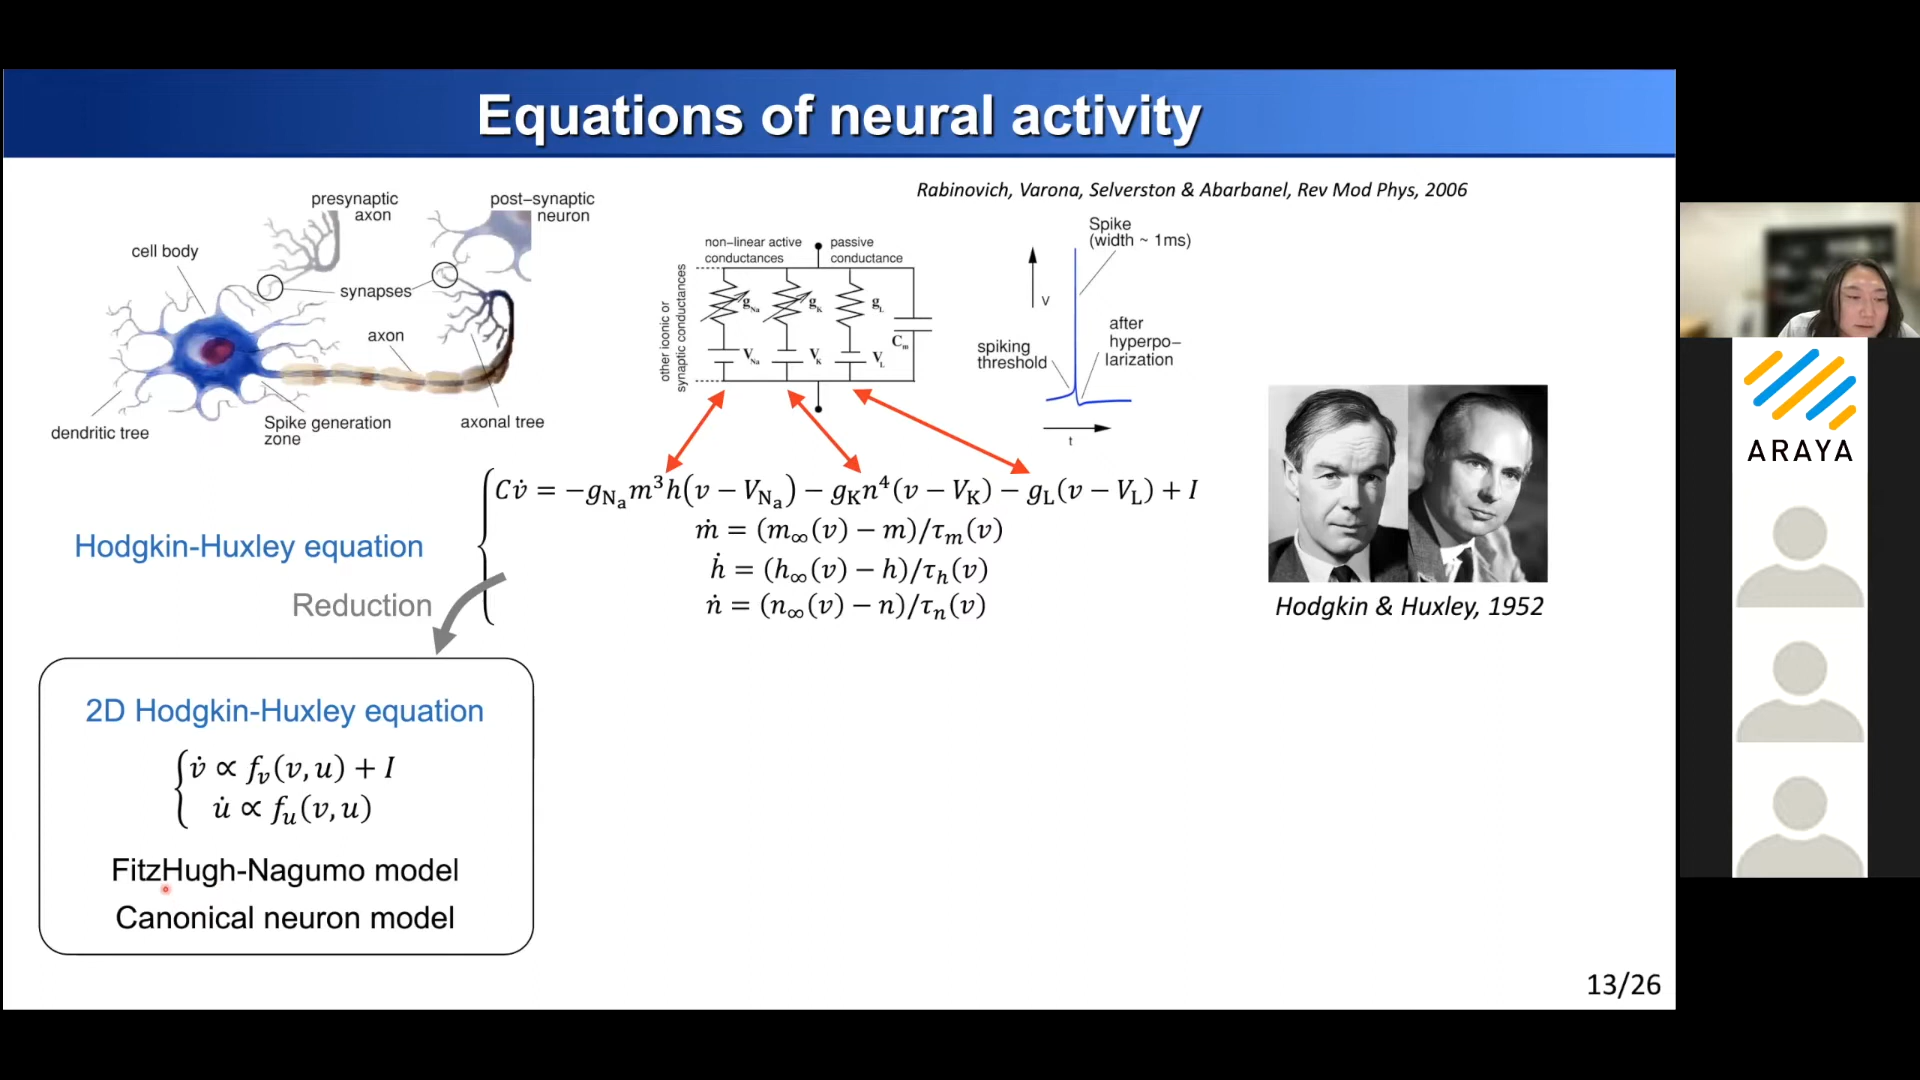 Equations of neural activity
Rabinovich, Varona, Selverston & Abarbanel, Rev Mod Phys, 2006
presynaptic
axon
post–synaptic
neuron
cell body
synapses
axon
dendritic tree
Spike generation
zone
axonal tree
non–linear active
conductances
passive
conductance
other ioonic or
synaptic conductances
g_Na
g_K
g_L
C_m
V_Na
V_K
V_L
Spike
(width ~ 1ms)
V
spiking
threshold
after
hyperpo–
larization
t
Cv̇ = −g_Na m³h(v − V_Na) − g_K n⁴(v − V_K) − g_L(v − V_L) + I
ṁ = (m∞(v) − m)/τ_m(v)
ḣ = (h∞(v) − h)/τ_h(v)
ṅ = (n∞(v) − n)/τ_n(v)
Hodgkin-Huxley equation
Reduction
Hodgkin & Huxley, 1952
2D Hodgkin-Huxley equation
v̇ ∝ f_v(v, u) + I
u̇ ∝ f_u(v, u)
FitzHugh-Nagumo model
Canonical neuron model
13/26
ARAYA